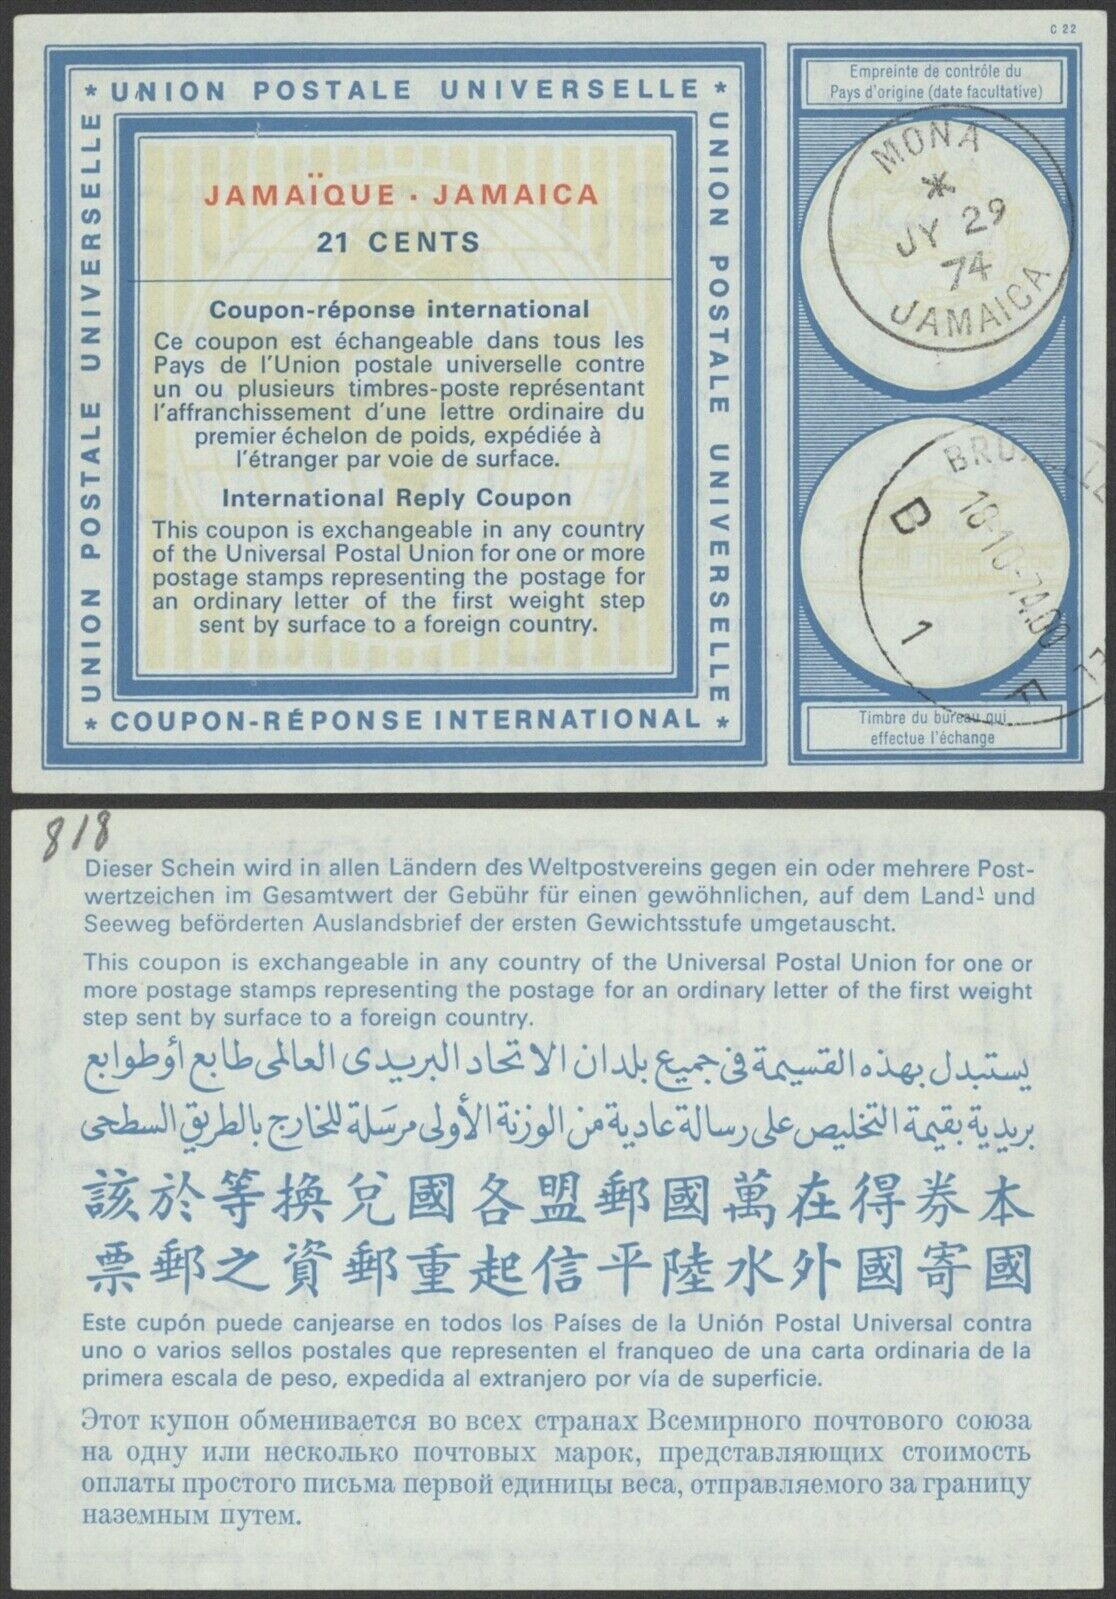 C 22
* UNION POSTALE UNIVERSELLE *
UNION POSTALE UNIVERSELLE
UNION POSTALE UNIVERSELLE
JAMAÏQUE · JAMAICA
21 CENTS
Coupon-réponse international
Ce coupon est échangeable dans tous les
Pays de l'Union postale universelle contre
un ou plusieurs timbres-poste représentant
l'affranchissement d'une lettre ordinaire du
premier échelon de poids, expédiée à
l'étranger par voie de surface.
International Reply Coupon
This coupon is exchangeable in any country
of the Universal Postal Union for one or more
postage stamps representing the postage for
an ordinary letter of the first weight step
sent by surface to a foreign country.
* COUPON-RÉPONSE INTERNATIONAL *
Empreinte de contrôle du
Pays d'origine (date facultative)
MONA
*
JY 29
74
JAMAICA
B
1
F
Timbre du bureau qui
effectue l'échange
818
Dieser Schein wird in allen Ländern des Weltpostvereins gegen ein oder mehrere Post-
wertzeichen im Gesamtwert der Gebühr für einen gewöhnlichen, auf dem Land- und
Seeweg beförderten Auslandsbrief der ersten Gewichtsstufe umgetauscht.
This coupon is exchangeable in any country of the Universal Postal Union for one or
more postage stamps representing the postage for an ordinary letter of the first weight
step sent by surface to a foreign country.
يستبدل بهذه القسيمة فى جميع بلدان الاتحاد البريدى العالمى طابع أو طوابع
بريدية بقيمة التخليص على رسالة عادية من الوزنة الأولى مرسَلة للخارج بالطريق السطحى
本券得在萬國郵盟各國兌換等於該
國寄國外水陸平信起重郵資之郵票
Este cupón puede canjearse en todos los Países de la Unión Postal Universal contra
uno o varios sellos postales que representen el franqueo de una carta ordinaria de la
primera escala de peso, expedida al extranjero por vía de superficie.
Этот купон обменивается во всех странах Всемирного почтового союза
на одну или несколько почтовых марок, представляющих стоимость
оплаты простого письма первой единицы веса, отправляемого за границу
наземным путем.